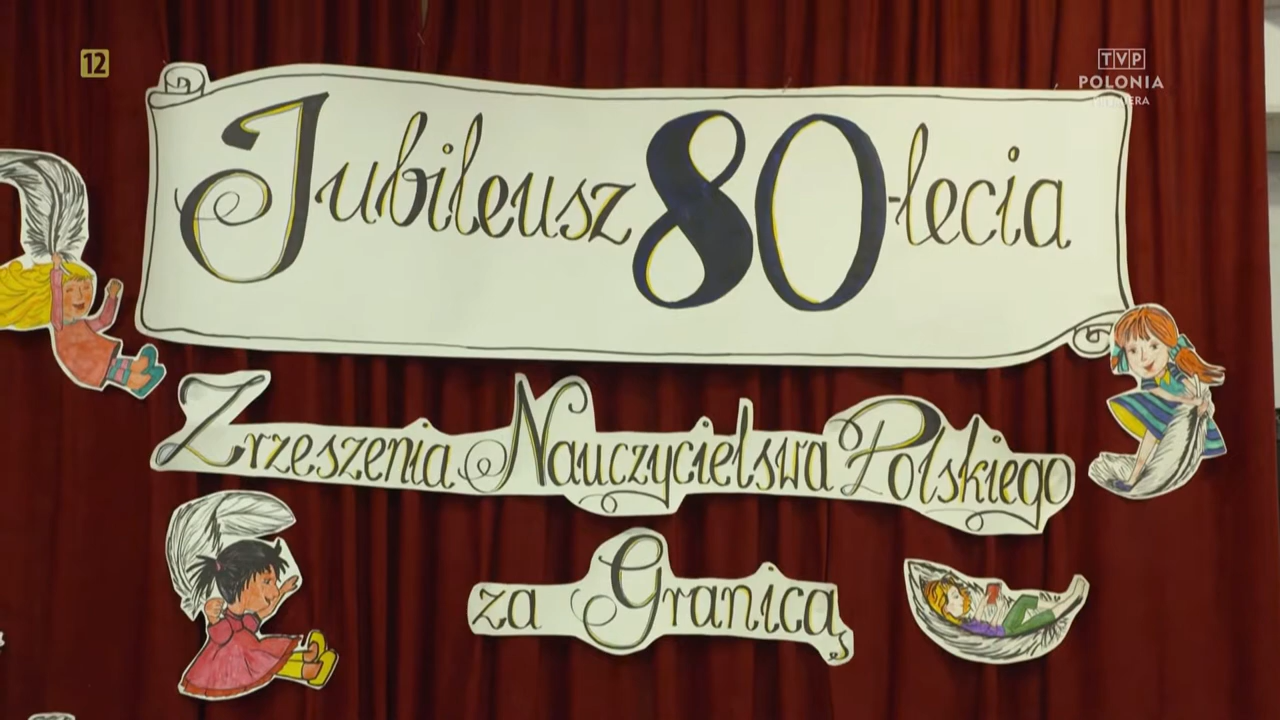 12
TVP
POLONIA
Jubileusz 80-lecia
Zrzeszenia Nauczycielstwa Polskiego
za Granicą